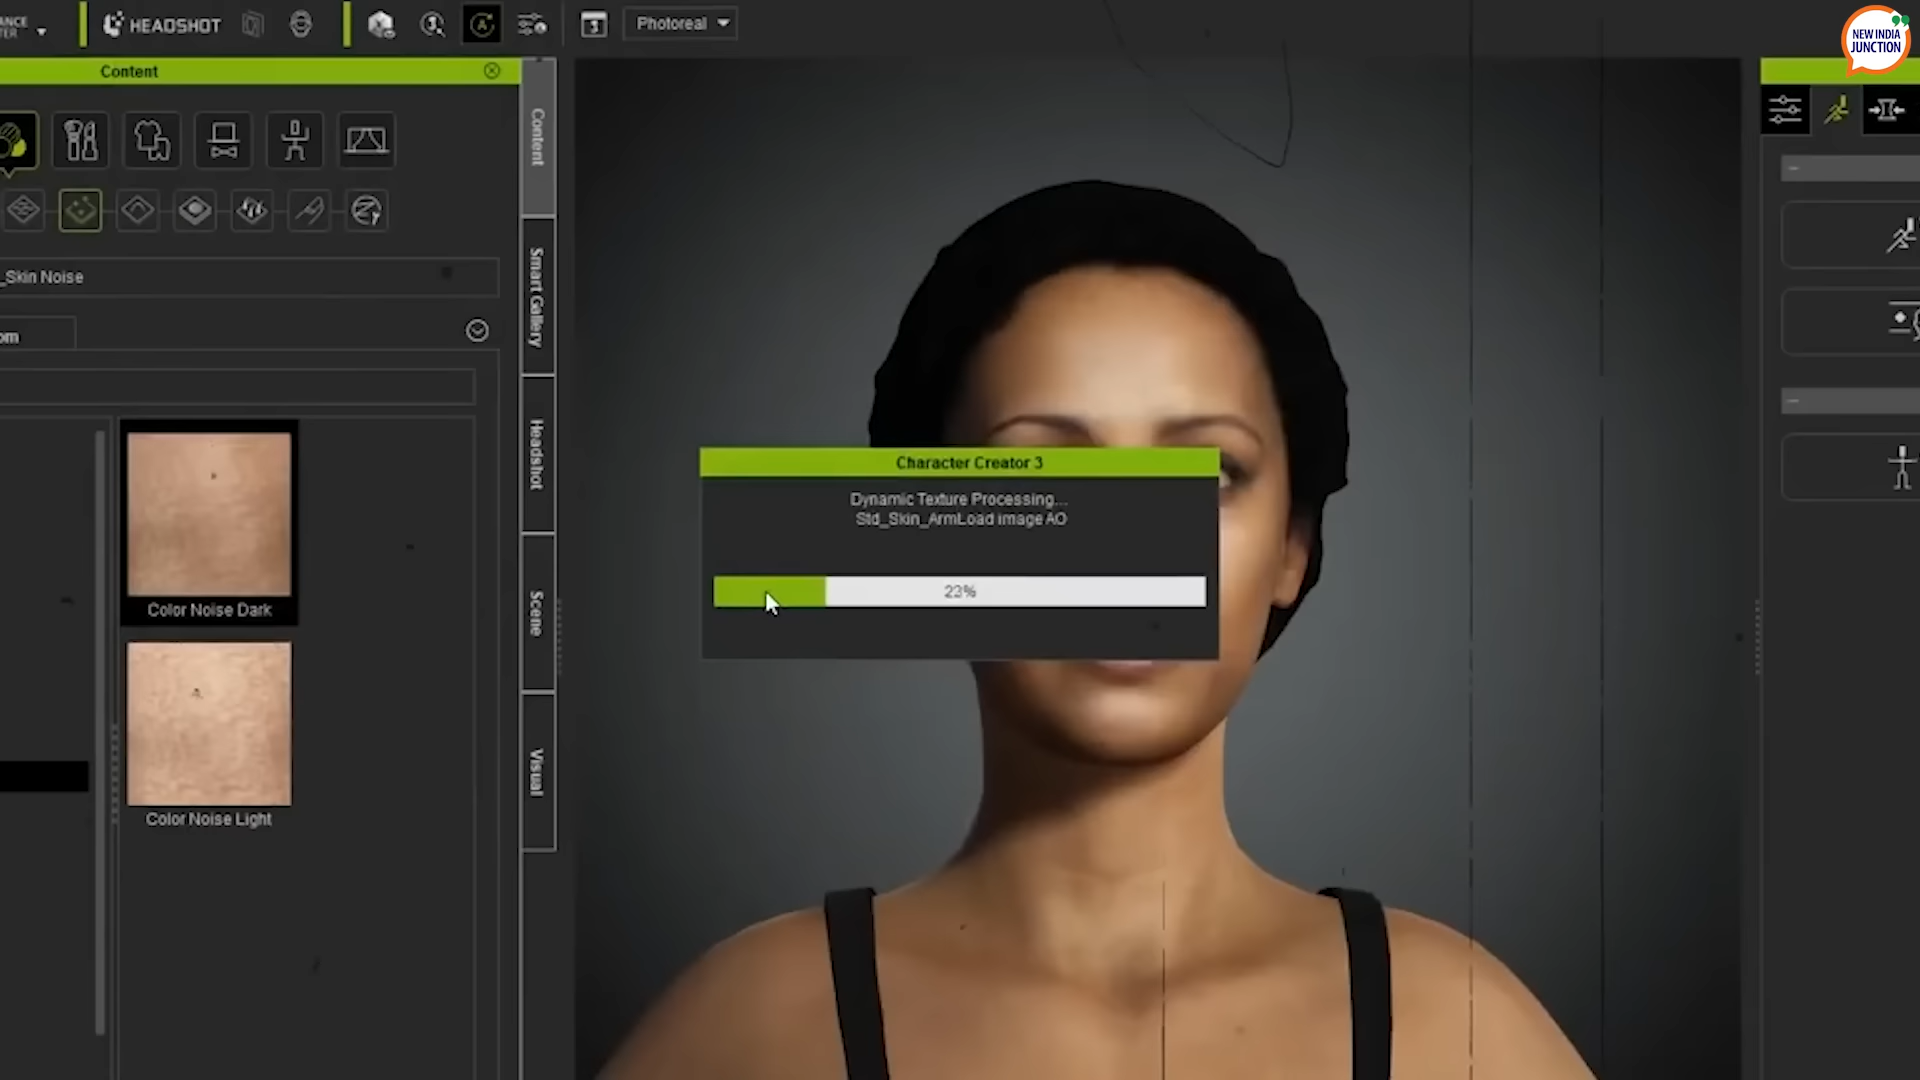 HEADSHOT
Photoreal
NEW INDIA
JUNCTION
Content
Content
Smart Gallery
Headshot
Scene
Visual
_Skin Noise
Color Noise Dark
Color Noise Light
Character Creator 3
Dynamic Texture Processing...
Std_Skin_ArmLoad image AO
23%